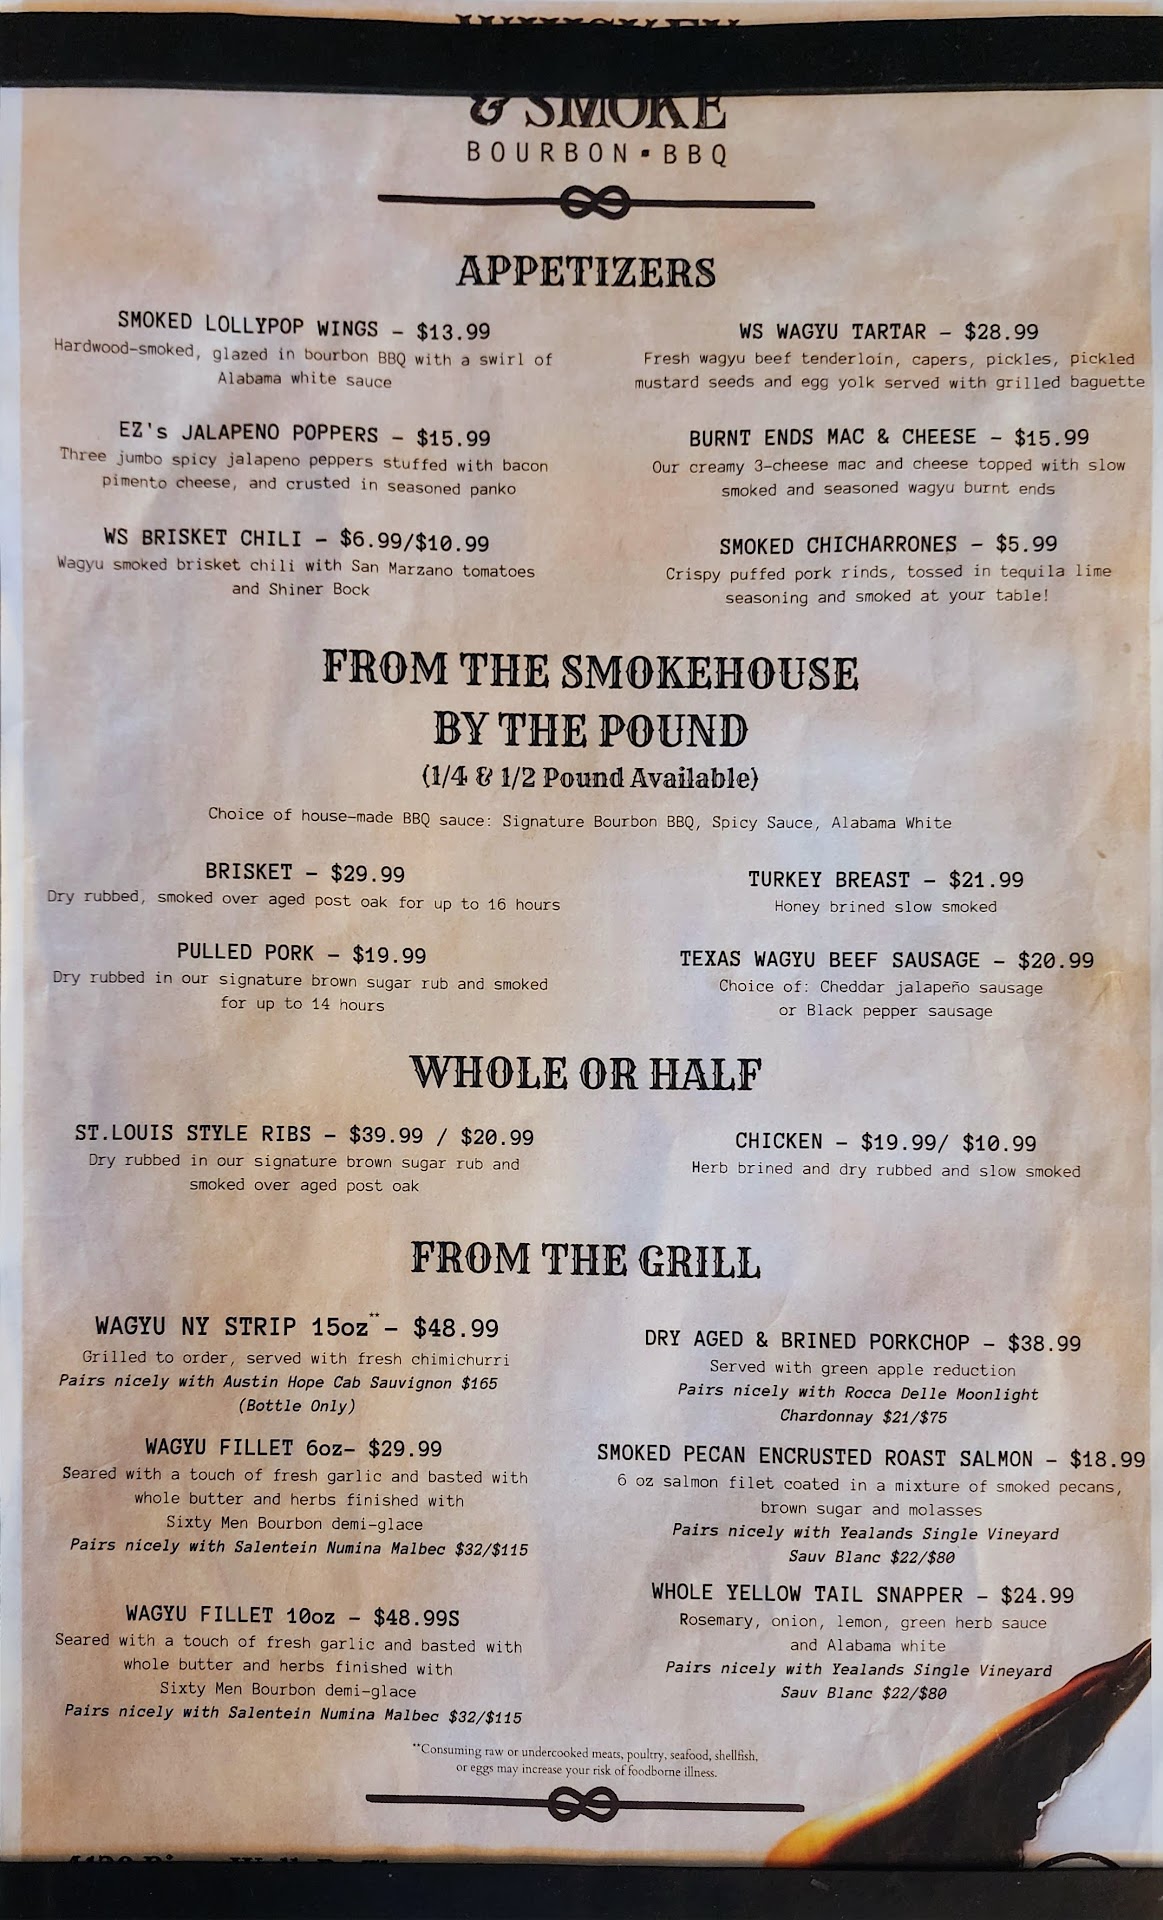 & SMOKE
BOURBON • BBQ
APPETIZERS
SMOKED LOLLYPOP WINGS – $13.99
Hardwood-smoked, glazed in bourbon BBQ with a swirl of
Alabama white sauce
EZ's JALAPENO POPPERS – $15.99
Three jumbo spicy jalapeno peppers stuffed with bacon
pimento cheese, and crusted in seasoned panko
WS BRISKET CHILI – $6.99/$10.99
Wagyu smoked brisket chili with San Marzano tomatoes
and Shiner Bock
WS WAGYU TARTAR – $28.99
Fresh wagyu beef tenderloin, capers, pickles, pickled
mustard seeds and egg yolk served with grilled baguette
BURNT ENDS MAC & CHEESE – $15.99
Our creamy 3-cheese mac and cheese topped with slow
smoked and seasoned wagyu burnt ends
SMOKED CHICHARRONES – $5.99
Crispy puffed pork rinds, tossed in tequila lime
seasoning and smoked at your table!
FROM THE SMOKEHOUSE
BY THE POUND
(1/4 & 1/2 Pound Available)
Choice of house-made BBQ sauce: Signature Bourbon BBQ, Spicy Sauce, Alabama White
BRISKET – $29.99
Dry rubbed, smoked over aged post oak for up to 16 hours
PULLED PORK – $19.99
Dry rubbed in our signature brown sugar rub and smoked
for up to 14 hours
TURKEY BREAST – $21.99
Honey brined slow smoked
TEXAS WAGYU BEEF SAUSAGE – $20.99
Choice of: Cheddar jalapeño sausage
or Black pepper sausage
WHOLE OR HALF
ST.LOUIS STYLE RIBS – $39.99 / $20.99
Dry rubbed in our signature brown sugar rub and
smoked over aged post oak
CHICKEN – $19.99/ $10.99
Herb brined and dry rubbed and slow smoked
FROM THE GRILL
WAGYU NY STRIP 15oz** – $48.99
Grilled to order, served with fresh chimichurri
Pairs nicely with Austin Hope Cab Sauvignon $165
(Bottle Only)
WAGYU FILLET 6oz– $29.99
Seared with a touch of fresh garlic and basted with
whole butter and herbs finished with
Sixty Men Bourbon demi-glace
Pairs nicely with Salentein Numina Malbec $32/$115
WAGYU FILLET 10oz – $48.99S
Seared with a touch of fresh garlic and basted with
whole butter and herbs finished with
Sixty Men Bourbon demi-glace
Pairs nicely with Salentein Numina Malbec $32/$115
DRY AGED & BRINED PORKCHOP – $38.99
Served with green apple reduction
Pairs nicely with Rocca Delle Moonlight
Chardonnay $21/$75
SMOKED PECAN ENCRUSTED ROAST SALMON – $18.99
6 oz salmon filet coated in a mixture of smoked pecans,
brown sugar and molasses
Pairs nicely with Yealands Single Vineyard
Sauv Blanc $22/$80
WHOLE YELLOW TAIL SNAPPER – $24.99
Rosemary, onion, lemon, green herb sauce
and Alabama white
Pairs nicely with Yealands Single Vineyard
Sauv Blanc $22/$80
**Consuming raw or undercooked meats, poultry, seafood, shellfish,
or eggs may increase your risk of foodborne illness.